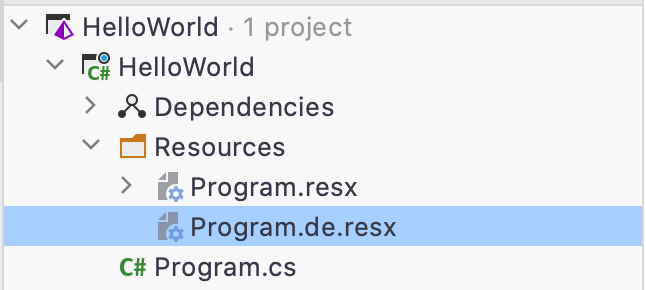 HelloWorld · 1 project
C# HelloWorld
Dependencies
Resources
Program.resx
Program.de.resx
C# Program.cs